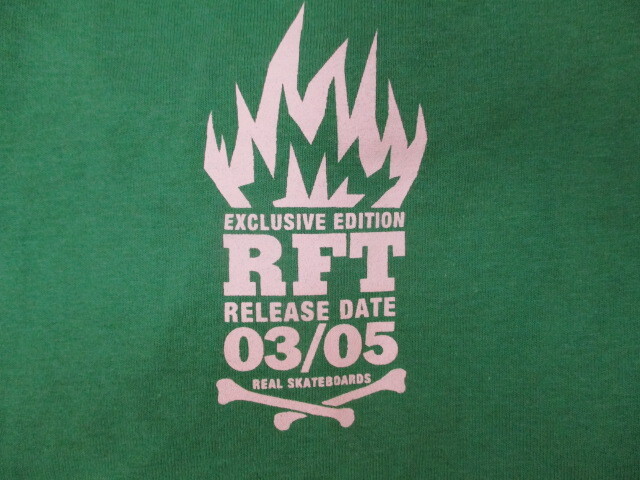 EXCLUSIVE EDITION
RFT
RELEASE DATE
03/05
REAL SKATEBOARDS